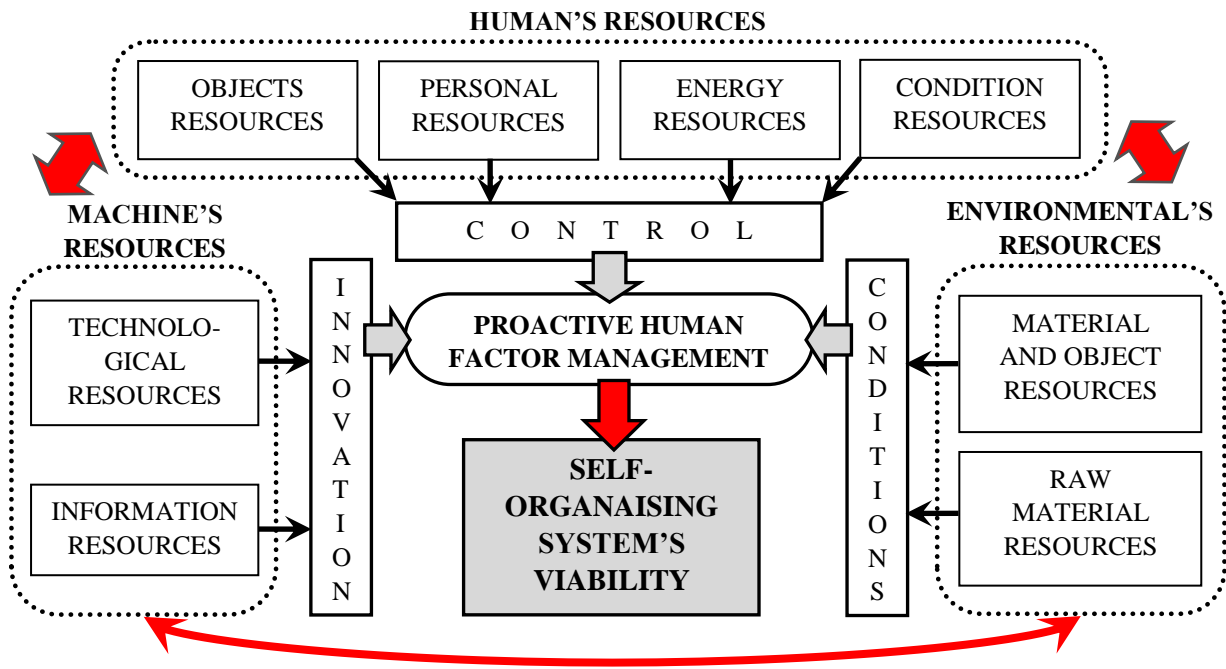 HUMAN’S RESOURCES
OBJECTS
RESOURCES
PERSONAL
RESOURCES
ENERGY
RESOURCES
CONDITION
RESOURCES
MACHINE’S
RESOURCES
C O N T R O L
ENVIRONMENTAL’S
RESOURCES
TECHNOLO-
GICAL
RESOURCES
INFORMATION
RESOURCES
I
N
N
O
V
A
T
I
O
N
PROACTIVE HUMAN
FACTOR MANAGEMENT
SELF-
ORGANAISING
SYSTEM’S
VIABILITY
C
O
N
D
I
T
I
O
N
S
MATERIAL
AND OBJECT
RESOURCES
RAW
MATERIAL
RESOURCES